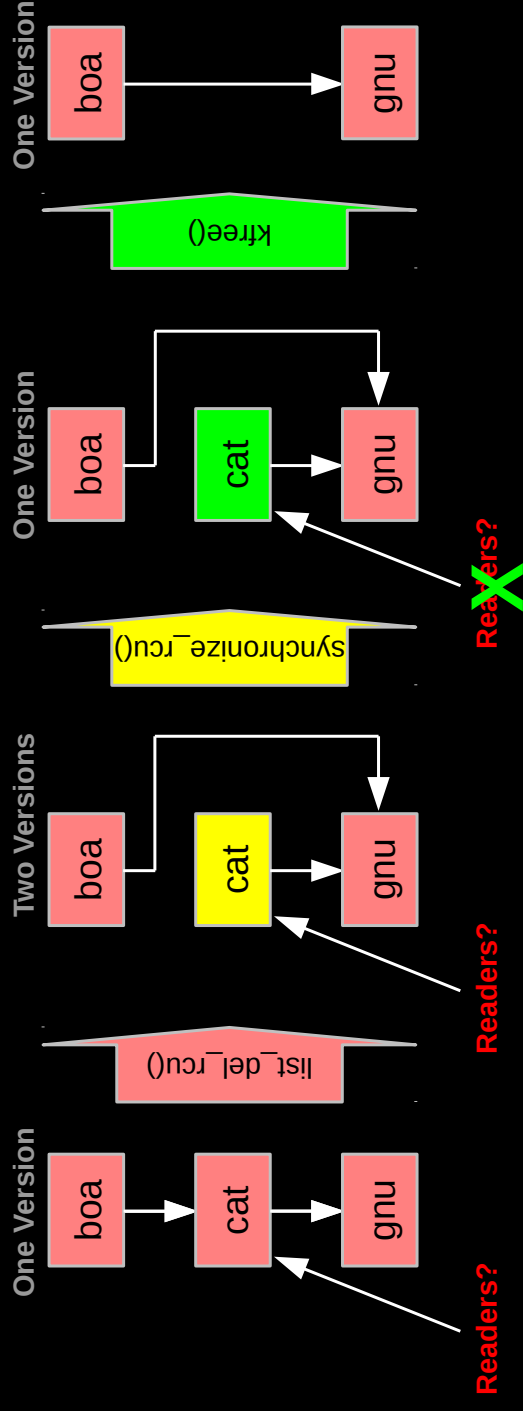 One Version
boa
cat
gnu
Readers?
list_del_rcu()
Two Versions
boa
cat
gnu
Readers?
synchronize_rcu()
One Version
boa
cat
gnu
Readers?
X
kfree()
One Version
boa
gnu